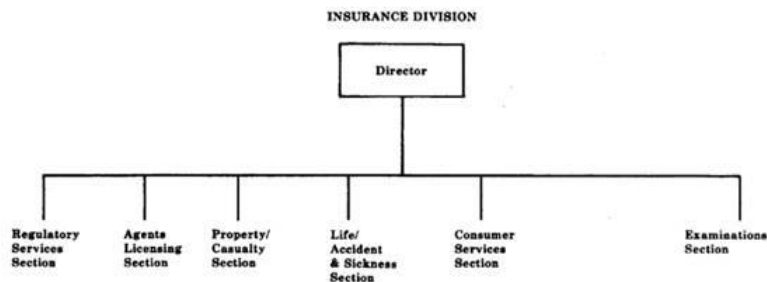 INSURANCE DIVISION
Director
Regulatory
Services
Section
Agents
Licensing
Section
Property/
Casualty
Section
Life/
Accident
& Sickness
Section
Consumer
Services
Section
Examinations
Section